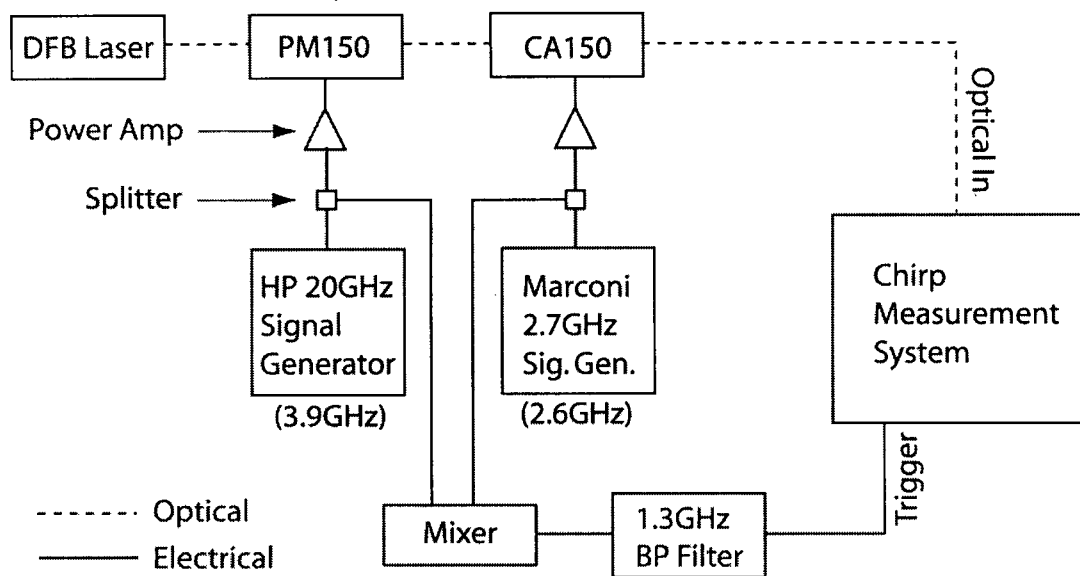 DFB Laser
PM150
CA150
Power Amp
Splitter
Optical In
HP 20GHz
Signal
Generator
(3.9GHz)
Marconi
2.7GHz
Sig. Gen.
(2.6GHz)
Chirp
Measurement
System
Trigger
Optical
Electrical
Mixer
1.3GHz
BP Filter